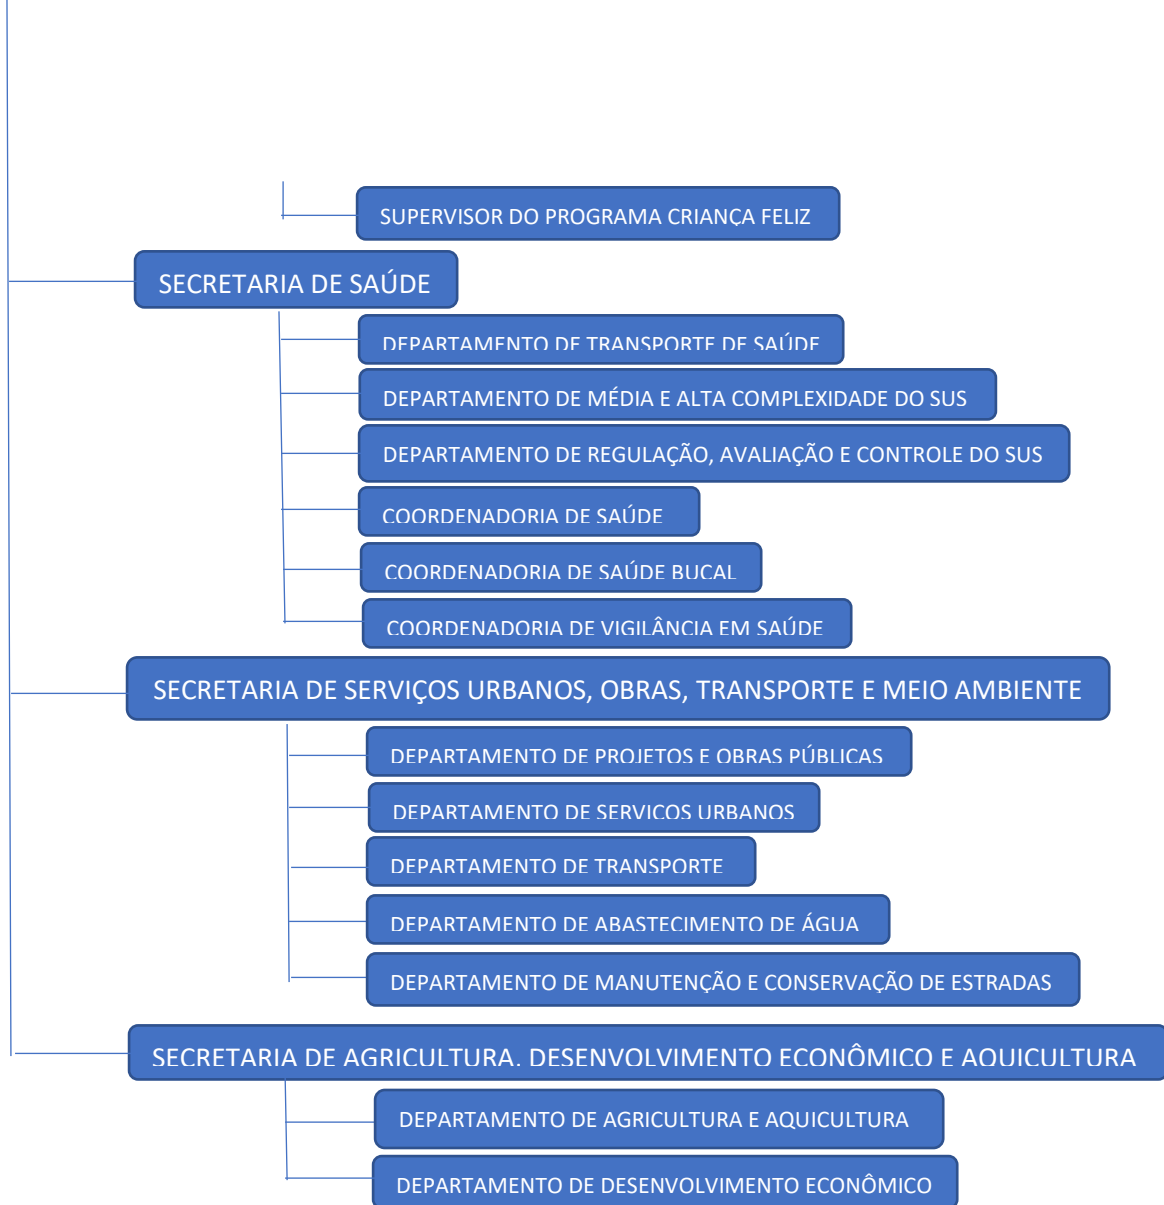 SUPERVISOR DO PROGRAMA CRIANÇA FELIZ
SECRETARIA DE SAÚDE
DEPARTAMENTO DE TRANSPORTE DE SAÚDE
DEPARTAMENTO DE MÉDIA E ALTA COMPLEXIDADE DO SUS
DEPARTAMENTO DE REGULAÇÃO, AVALIAÇÃO E CONTROLE DO SUS
COORDENADORIA DE SAÚDE
COORDENADORIA DE SAÚDE BUCAL
COORDENADORIA DE VIGILÂNCIA EM SAÚDE
SECRETARIA DE SERVIÇOS URBANOS, OBRAS, TRANSPORTE E MEIO AMBIENTE
DEPARTAMENTO DE PROJETOS E OBRAS PÚBLICAS
DEPARTAMENTO DE SERVIÇOS URBANOS
DEPARTAMENTO DE TRANSPORTE
DEPARTAMENTO DE ABASTECIMENTO DE ÁGUA
DEPARTAMENTO DE MANUTENÇÃO E CONSERVAÇÃO DE ESTRADAS
SECRETARIA DE AGRICULTURA, DESENVOLVIMENTO ECONÔMICO E AQUICULTURA
DEPARTAMENTO DE AGRICULTURA E AQUICULTURA
DEPARTAMENTO DE DESENVOLVIMENTO ECONÔMICO